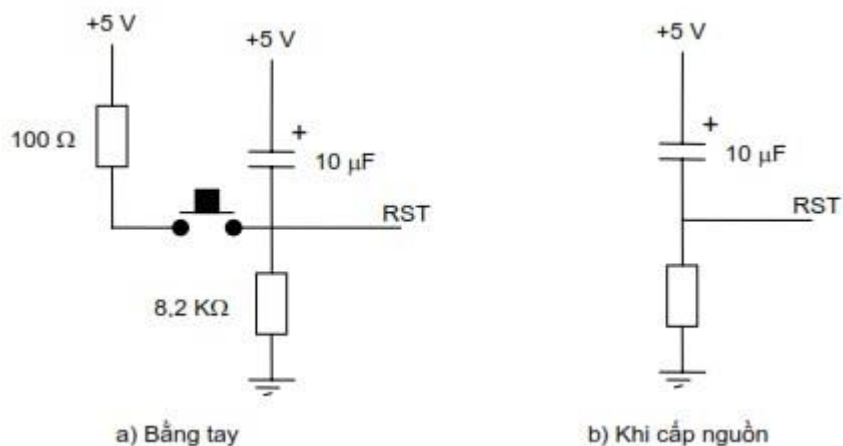 +5 V
+5 V
100 Ω
+
10 µF
RST
8,2 KΩ
a) Bằng tay
+5 V
+
10 µF
RST
b) Khi cấp nguồn